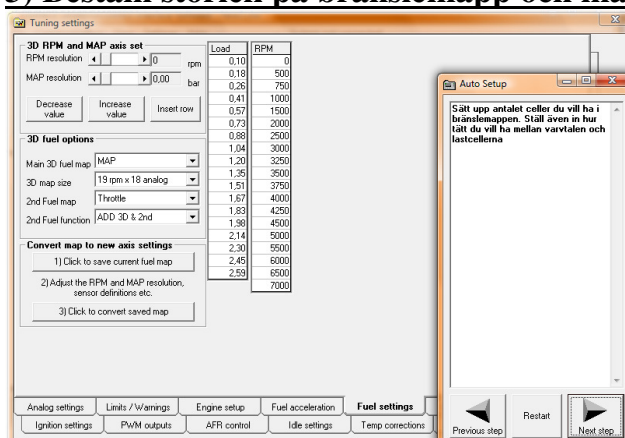 Tuning settings
3D RPM and MAP axis set
RPM resolution 0 rpm
MAP resolution 0,00 bar
Decrease value
Increase value
Insert row
3D fuel options
Main 3D fuel map MAP
3D map size 19 rpm x 18 analog
2nd Fuel map Throttle
2nd Fuel function ADD 3D & 2nd
Convert map to new axis settings
1) Click to save current fuel map
2) Adjust the RPM and MAP resolution,
sensor definitions etc.
3) Click to convert saved map
Load RPM
0,10 0
0,18 500
0,26 750
0,41 1000
0,57 1500
0,73 2000
0,88 2500
1,04 3000
1,20 3250
1,35 3500
1,51 3750
1,67 4000
1,83 4250
1,98 4500
2,14 5000
2,30 5500
2,45 6000
2,59 6500
7000
Auto Setup
Sätt upp antalet celler du vill ha i
bränslemappen. Ställ även in hur
tätt du vill ha mellan varvtalen och
lastcellerna
Previous step
Restart
Next step
Analog settings
Limits / Warnings
Engine setup
Fuel acceleration
Fuel settings
Ignition settings
PWM outputs
AFR control
Idle settings
Temp corrections